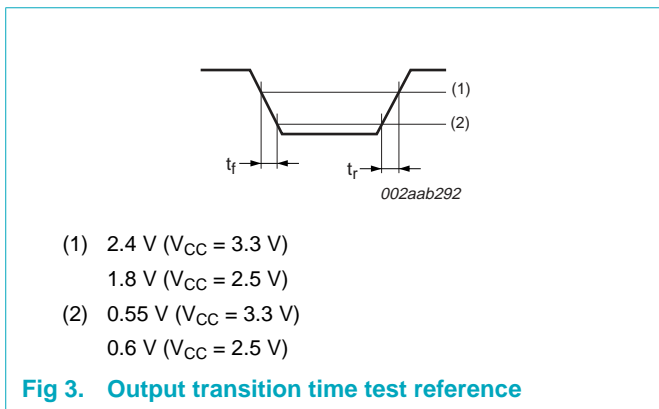 (1)
(2)
tf
tr
002aab292
(1) 2.4 V (VCC = 3.3 V)
1.8 V (VCC = 2.5 V)
(2) 0.55 V (VCC = 3.3 V)
0.6 V (VCC = 2.5 V)
Fig 3. Output transition time test reference